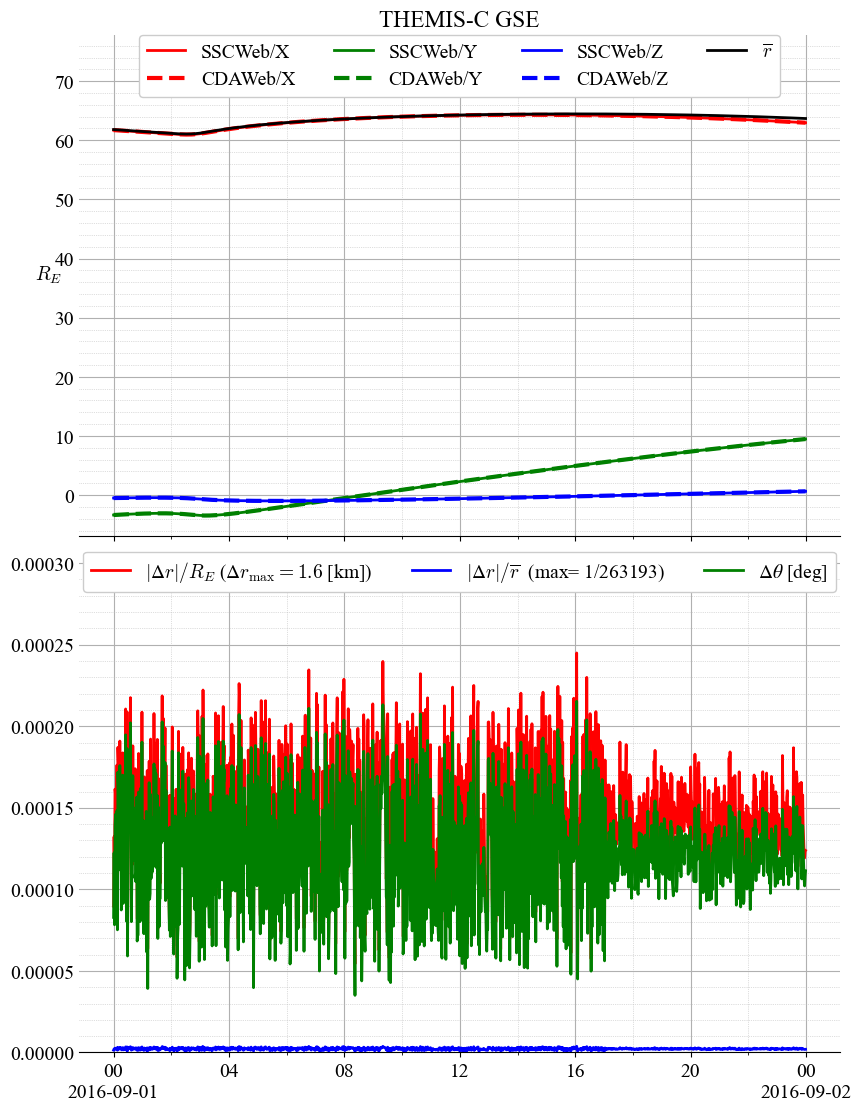 THEMIS-C GSE
SSCWeb/X SSCWeb/Y SSCWeb/Z r̅
CDAWeb/X CDAWeb/Y CDAWeb/Z
70
60
50
40
R_E
30
20
10
0
0.00030
|Δr|/R_E (Δr_max = 1.6 [km]) |Δr|/r̅ (max= 1/263193) Δθ [deg]
0.00025
0.00020
0.00015
0.00010
0.00005
0.00000
00 04 08 12 16 20 00
2016-09-01 2016-09-02